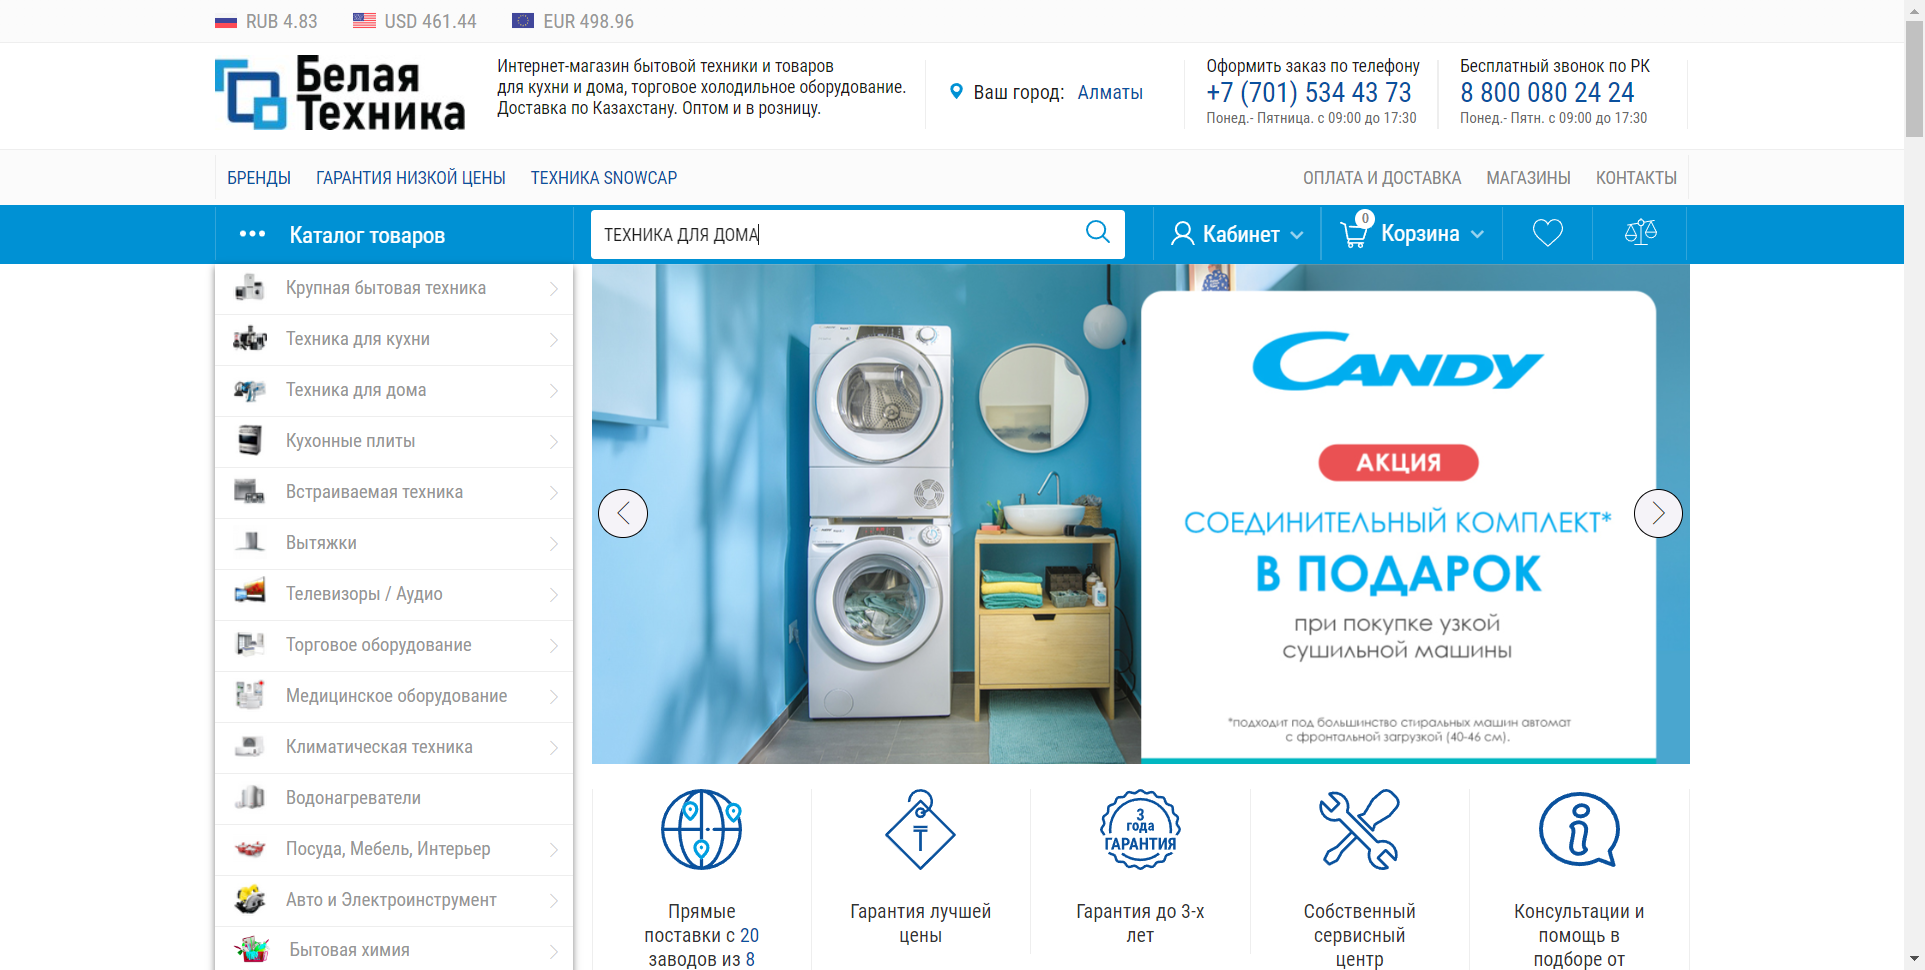 RUB 4.83
USD 461.44
EUR 498.96
Белая
Техника
Интернет-магазин бытовой техники и товаров
для кухни и дома, торговое холодильное оборудование.
Доставка по Казахстану. Оптом и в розницу.
Ваш город: Алматы
Оформить заказ по телефону
+7 (701) 534 43 73
Понед.- Пятница. с 09:00 до 17:30
Бесплатный звонок по РК
8 800 080 24 24
Понед.- Пятн. с 09:00 до 17:30
БРЕНДЫ
ГАРАНТИЯ НИЗКОЙ ЦЕНЫ
ТЕХНИКА SNOWCAP
ОПЛАТА И ДОСТАВКА
МАГАЗИНЫ
КОНТАКТЫ
Каталог товаров
ТЕХНИКА ДЛЯ ДОМА
Кабинет
0
Корзина
Крупная бытовая техника
Техника для кухни
Техника для дома
Кухонные плиты
Встраиваемая техника
Вытяжки
Телевизоры / Аудио
Торговое оборудование
Медицинское оборудование
Климатическая техника
Водонагреватели
Посуда, Мебель, Интерьер
Авто и Электроинструмент
Бытовая химия
CANDY
АКЦИЯ
СОЕДИНИТЕЛЬНЫЙ КОМПЛЕКТ*
В ПОДАРОК
при покупке узкой
сушильной машины
*подходит под большинство стиральных машин автомат
с фронтальной загрузкой (40-46 см).
Прямые
поставки с 20
заводов из 8
₸
Гарантия лучшей
цены
3
года
ГАРАНТИЯ
Гарантия до 3-х
лет
Собственный
сервисный
центр
Консультации и
помощь в
подборе от